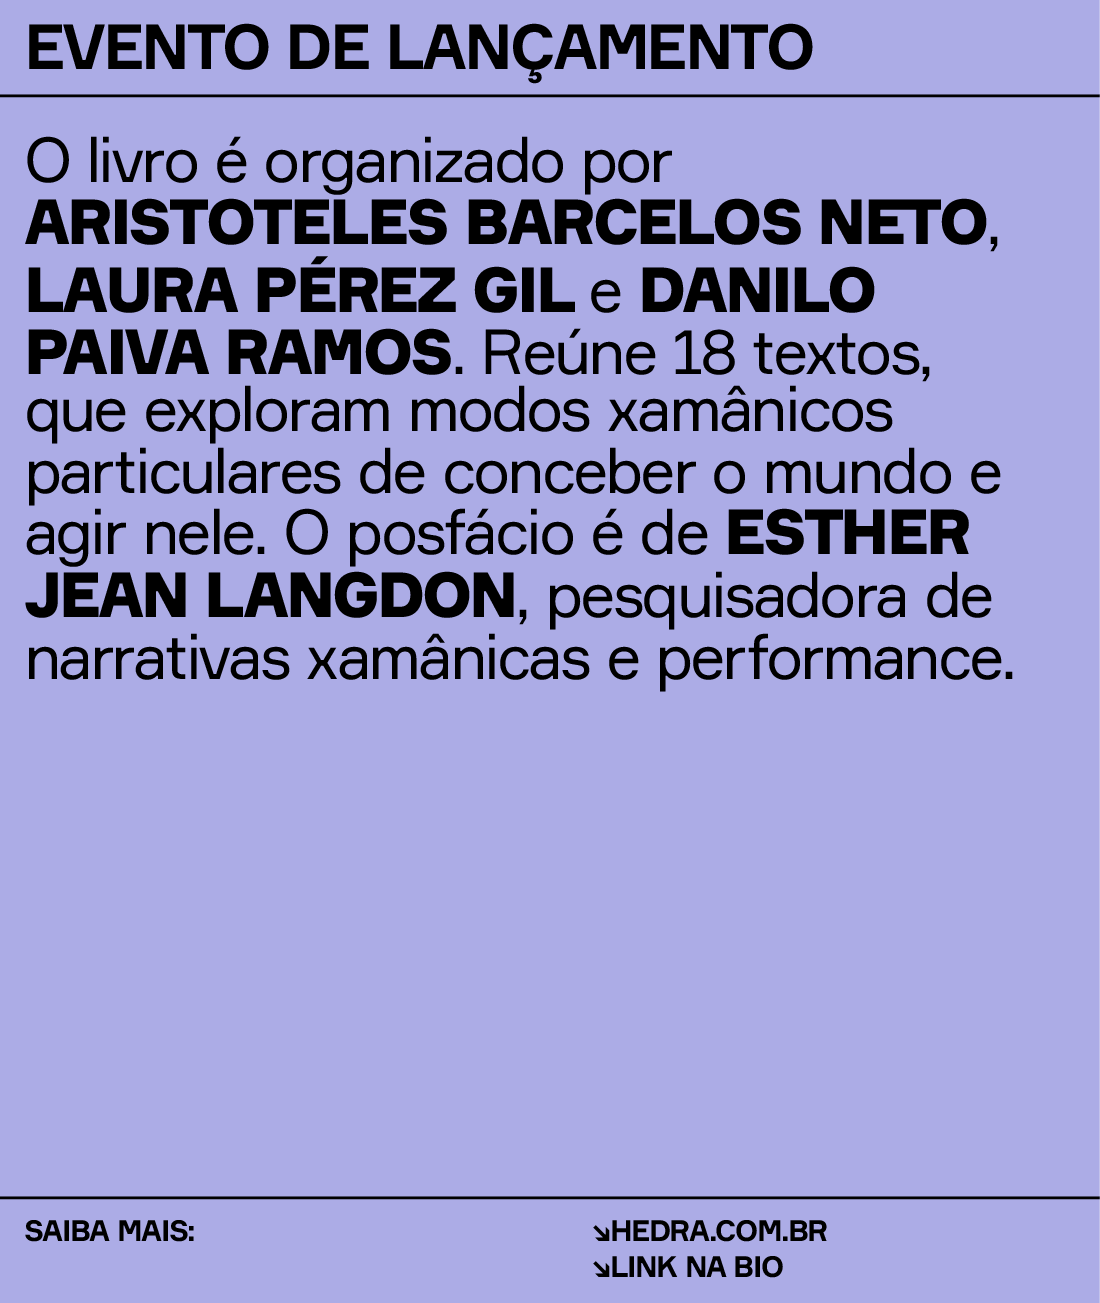 EVENTO DE LANÇAMENTO
O livro é organizado por
ARISTOTELES BARCELOS NETO,
LAURA PÉREZ GIL e DANILO
PAIVA RAMOS. Reúne 18 textos,
que exploram modos xamânicos
particulares de conceber o mundo e
agir nele. O posfácio é de ESTHER
JEAN LANGDON, pesquisadora de
narrativas xamânicas e performance.
SAIBA MAIS:
↘HEDRA.COM.BR
↘LINK NA BIO